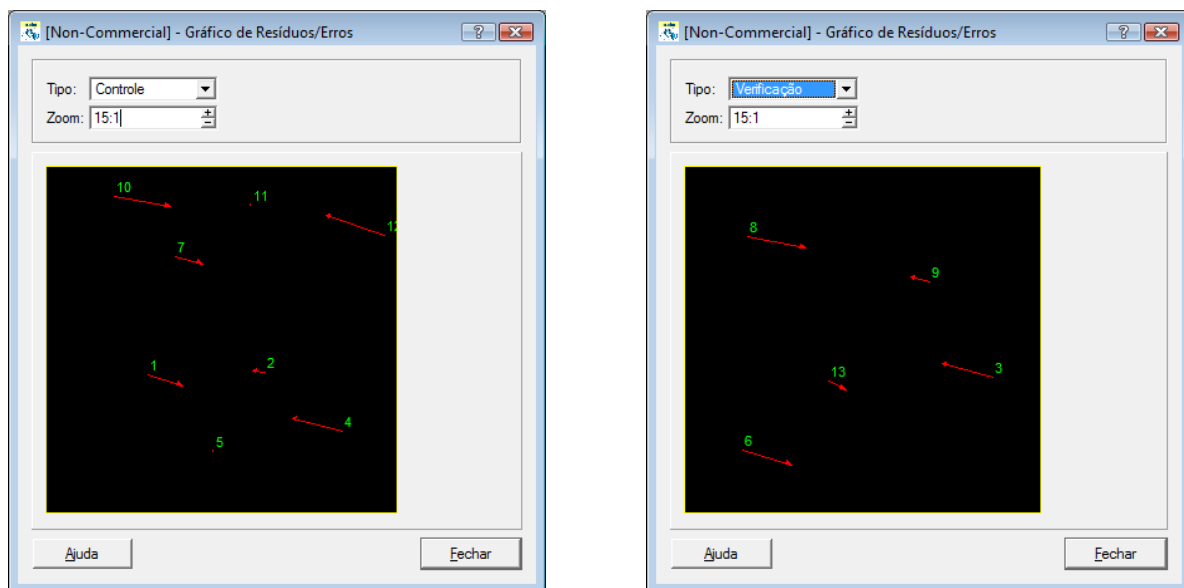 [Non-Commercial] - Gráfico de Resíduos/Erros
Tipo: Controle
Zoom: 15:1
10
11
12
7
1
2
4
5
Ajuda
Fechar
[Non-Commercial] - Gráfico de Resíduos/Erros
Tipo: Verificação
Zoom: 15:1
8
9
13
3
6
Ajuda
Fechar